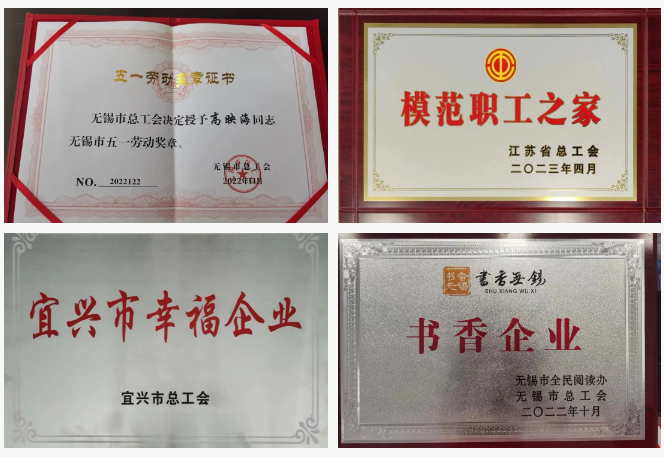 五一劳动奖章证书
无锡市总工会决定授予高映海同志
无锡市五一劳动奖章。
无锡市总工会
NO. 2022122
模范职工之家
江苏省总工会
二〇二三年四月
宜兴市幸福企业
宜兴市总工会
书香无锡
書香無錫
SHU XIANG WU XI
书香企业
无锡市全民阅读办
无锡市总工会
二〇二二年十月